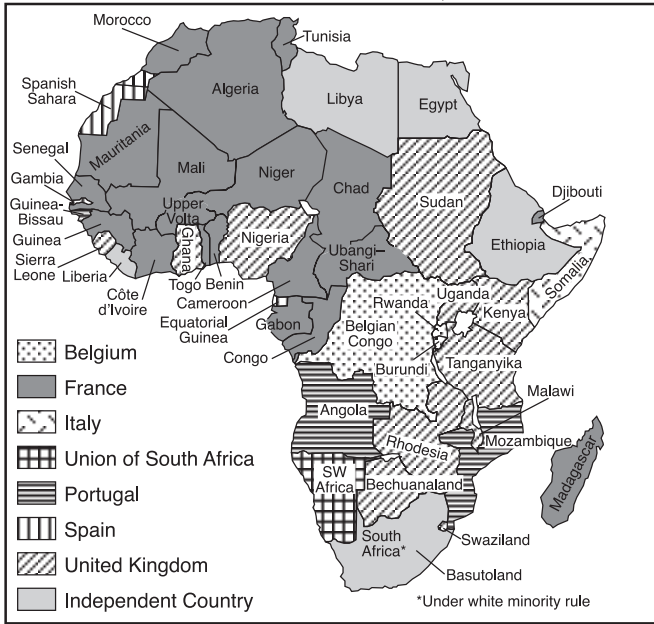 Morocco
Tunisia
Spanish
Sahara
Algeria
Libya
Egypt
Mauritania
Senegal
Mali
Niger
Chad
Sudan
Djibouti
Gambia
Guinea-
Bissau
Upper
Volta
Guinea
Sierra
Leone
Liberia
Côte
d'Ivoire
Ghana
Togo
Benin
Nigeria
Cameroon
Equatorial
Guinea
Gabon
Congo
Ubangi-
Shari
Ethiopia
Somalia
Rwanda
Uganda
Kenya
Belgian
Congo
Burundi
Tanganyika
Malawi
Angola
Mozambique
Rhodesia
Madagascar
SW
Africa
Bechuanaland
South
Africa*
Swaziland
Basutoland
*Under white minority rule
Belgium
France
Italy
Union of South Africa
Portugal
Spain
United Kingdom
Independent Country